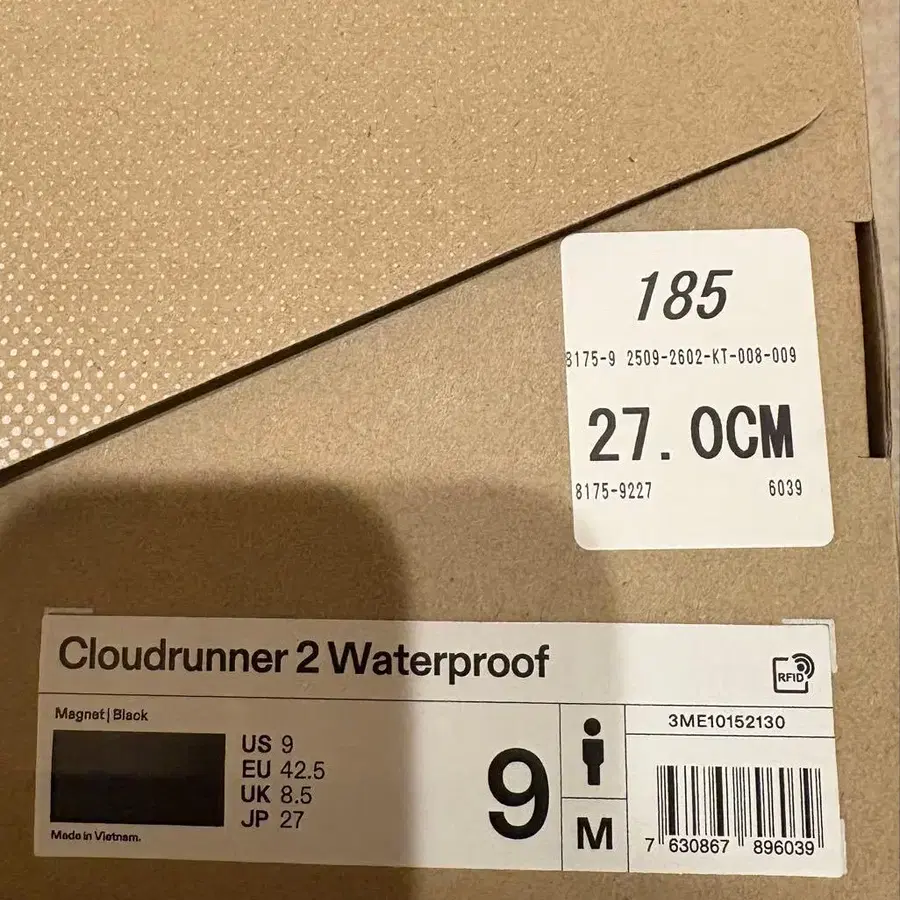 185
8175-9 2509-2602-KT-008-009
27.0CM
8175-9227 6039
Cloudrunner 2 Waterproof
RFID
Magnet | Black
US 9
EU 42.5
UK 8.5
JP 27
Made in Vietnam.
9
M
3ME10152130
7 630867 896039